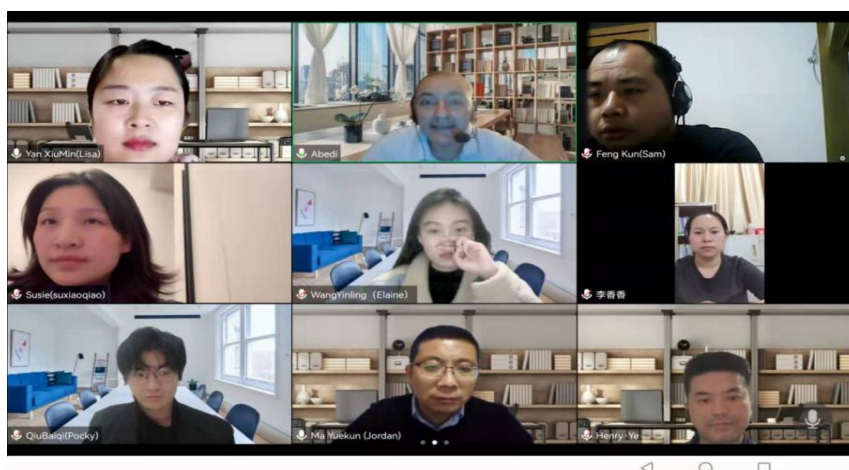 Yan XiuMin(Lisa)
Abedi
Feng Kun(Sam)
Susie(suxiaoqiao)
WangYinling（Elaine）
李香香
QiuBaiqi(Pocky)
Ma Yuekun (Jordan)
Henry Ye